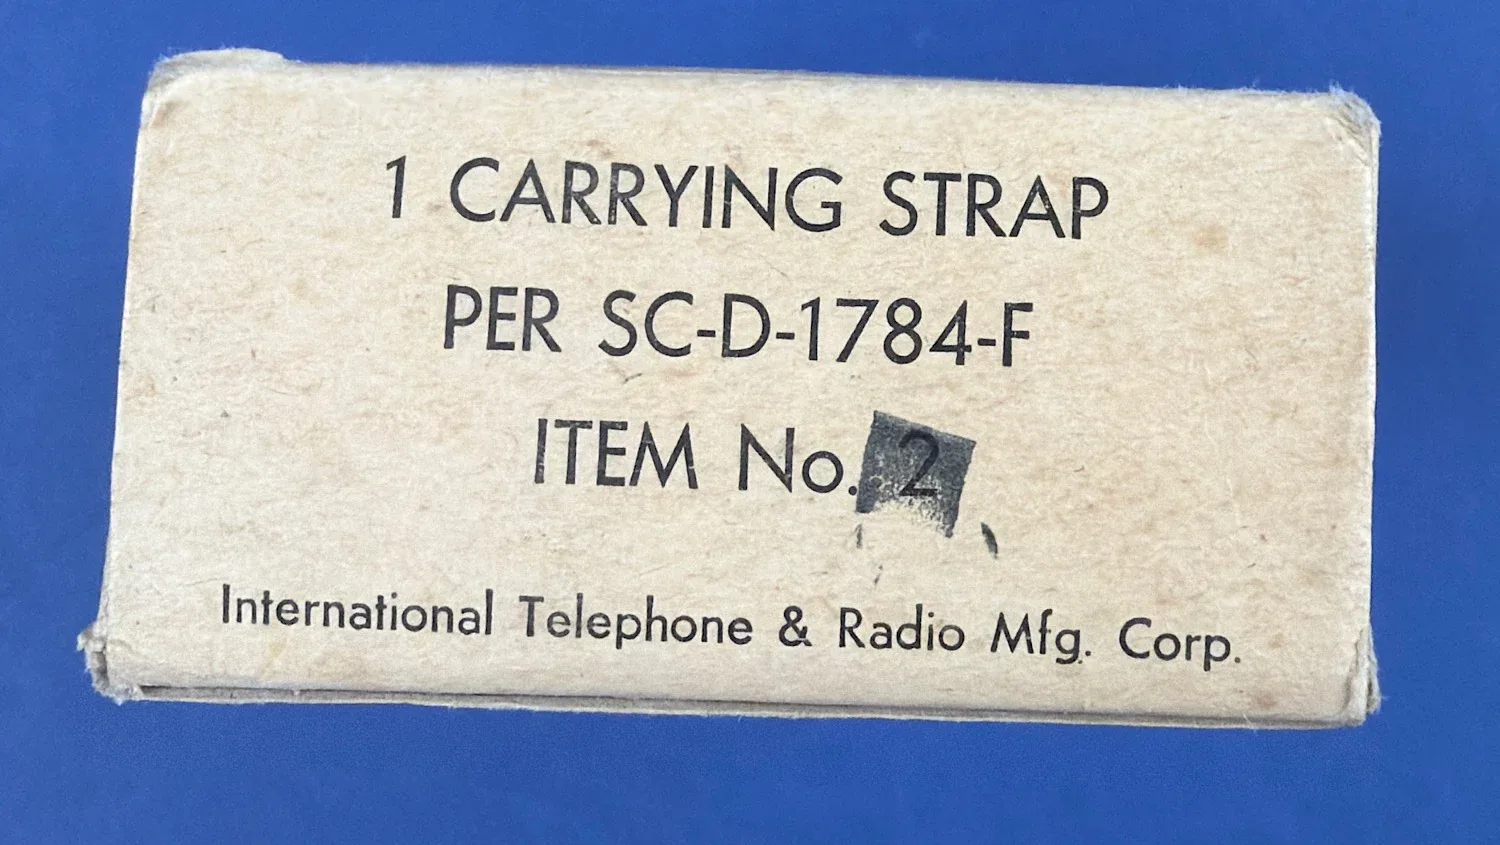 1 CARRYING STRAP
PER SC-D-1784-F
ITEM No. 2
International Telephone & Radio Mfg. Corp.